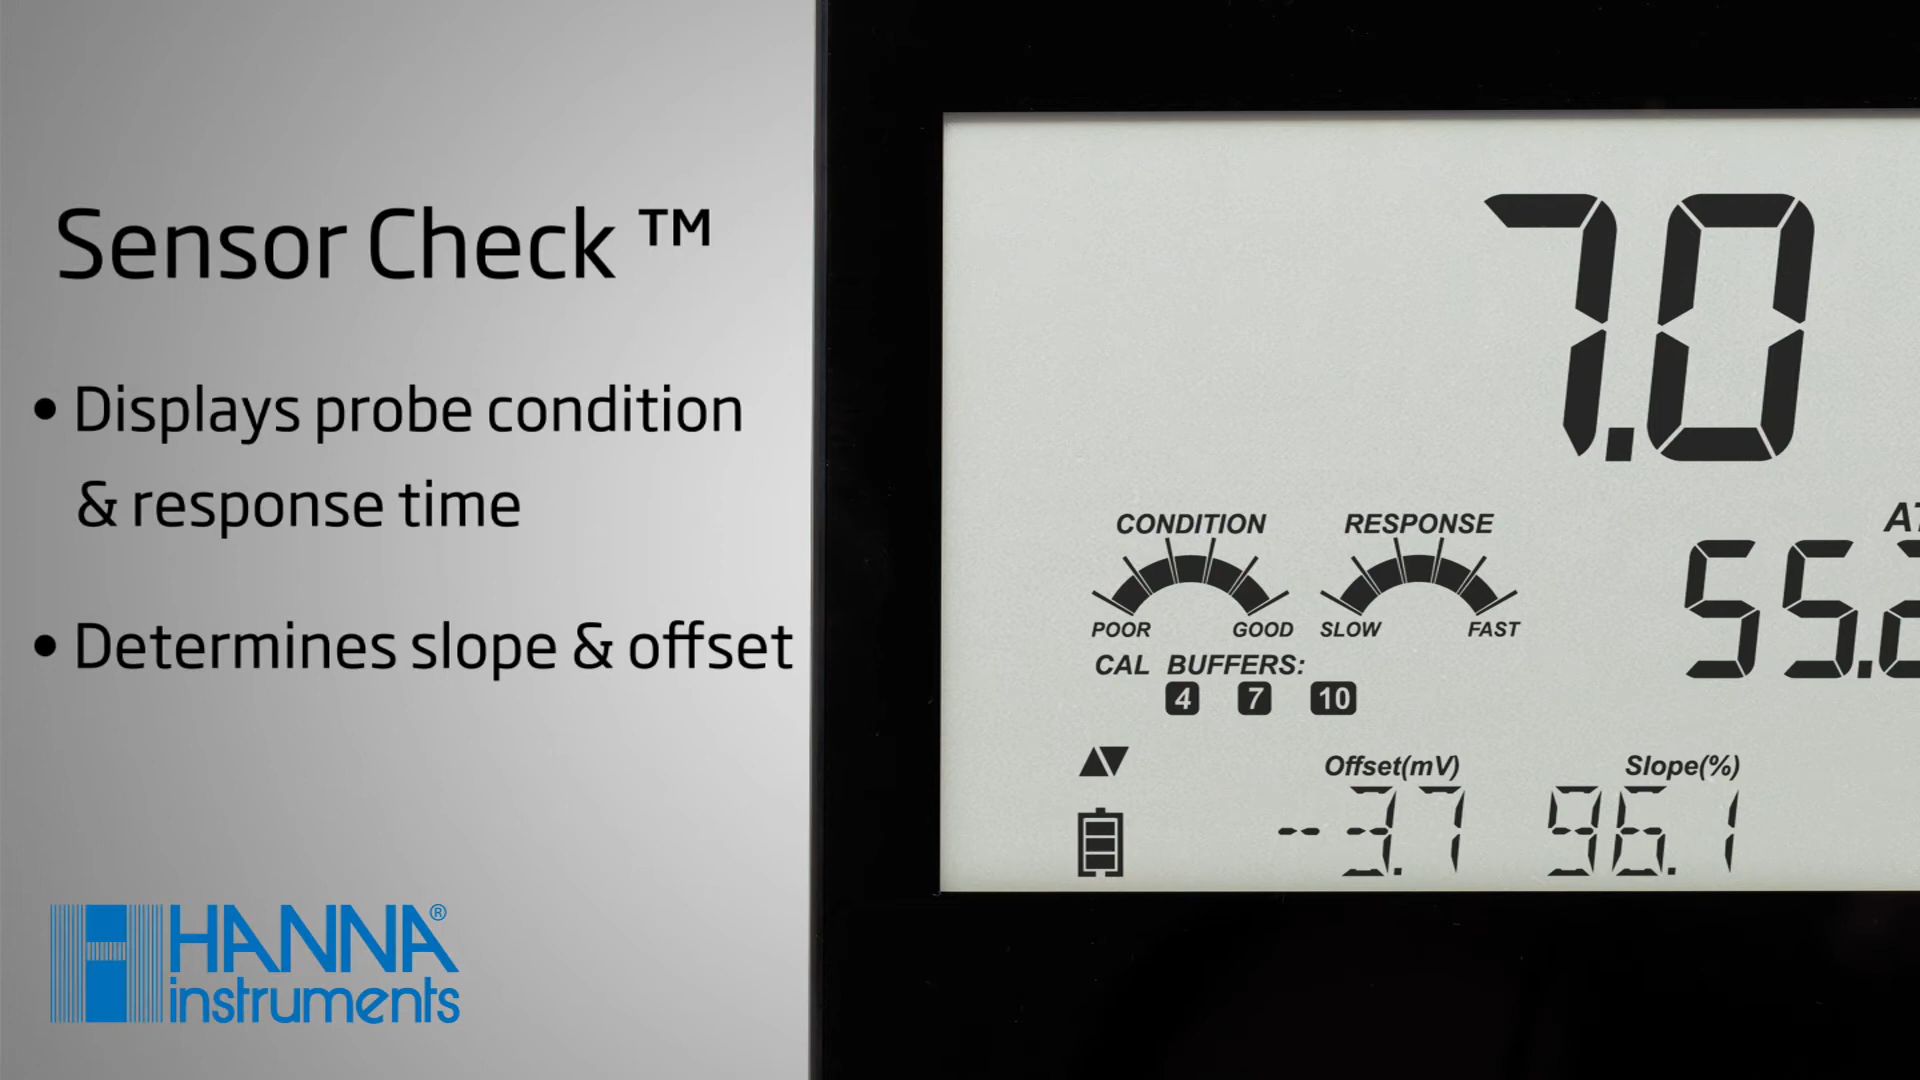 Sensor Check ™
• Displays probe condition
& response time
• Determines slope & offset
HANNA®
instruments
7.0
CONDITION RESPONSE
POOR GOOD SLOW FAST
CAL BUFFERS:
4 7 10
55.
Offset(mV) Slope(%)
-3.7 96.1